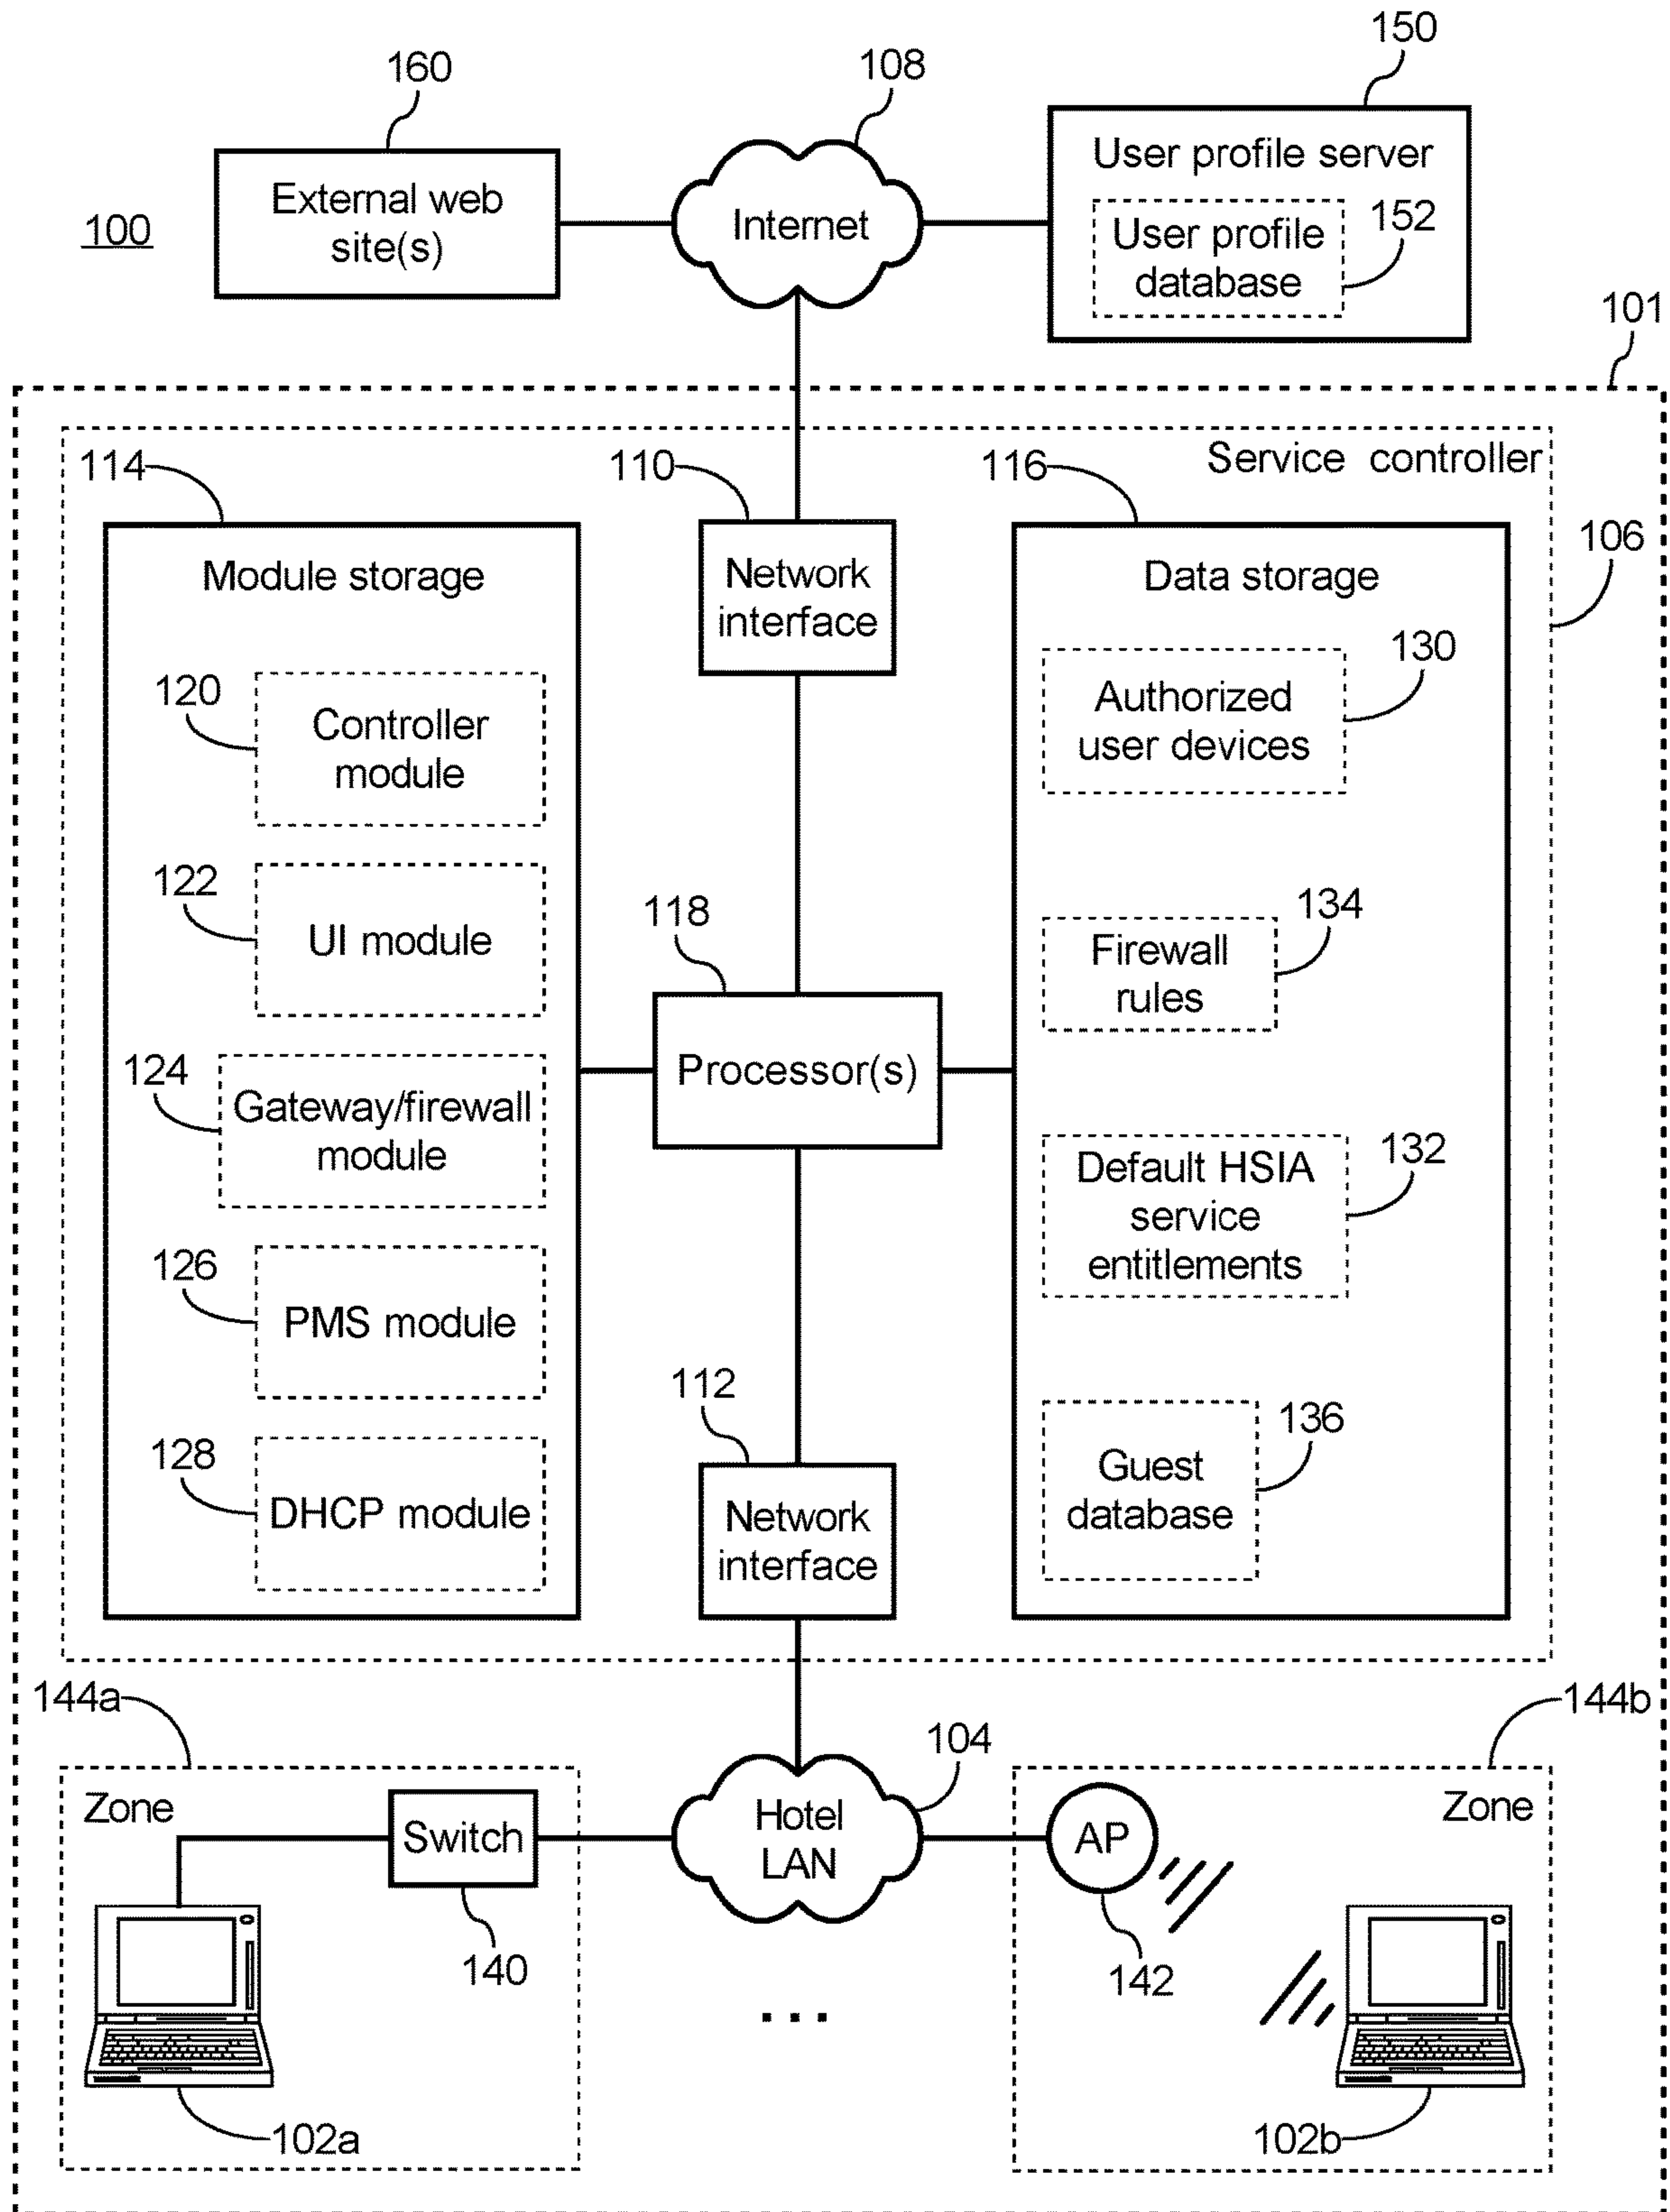 150
160
108
External web
site(s)
Internet
User profile server
User profile
database
152
100
101
114
110
116
Service controller
106
Module storage
Network
interface
Data storage
120
Controller
module
Authorized
user devices
130
122
UI module
118
Firewall
rules
134
124
Gateway/firewall
module
Processor(s)
Default HSIA
service
entitlements
132
126
PMS module
112
128
DHCP module
Network
interface
Guest
database
136
144a
144b
104
Zone
Switch
Hotel
LAN
AP
Zone
140
142
...
102a
102b